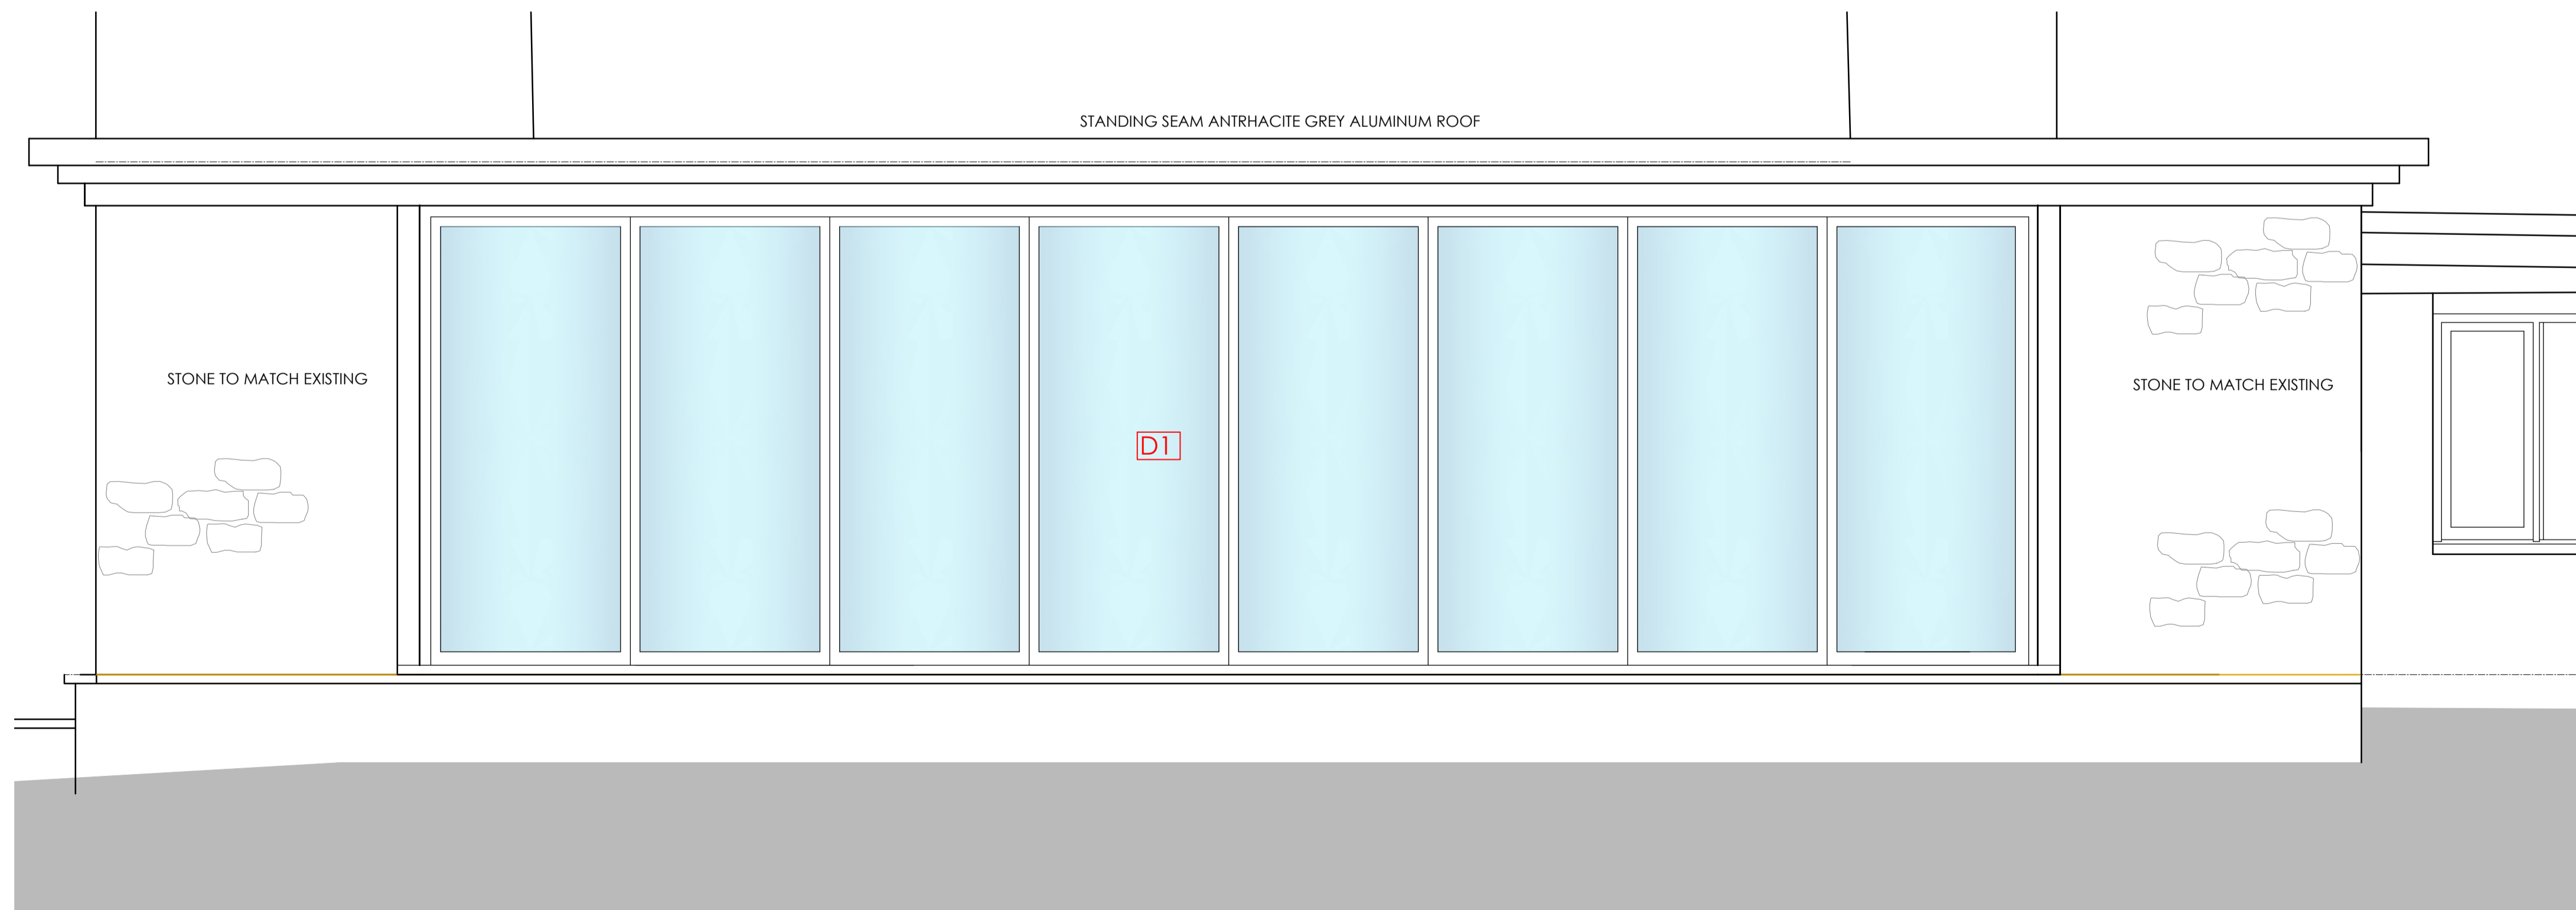 STANDING SEAM ANTRHACITE GREY ALUMINUM ROOF
STONE TO MATCH EXISTING
STONE TO MATCH EXISTING
D1